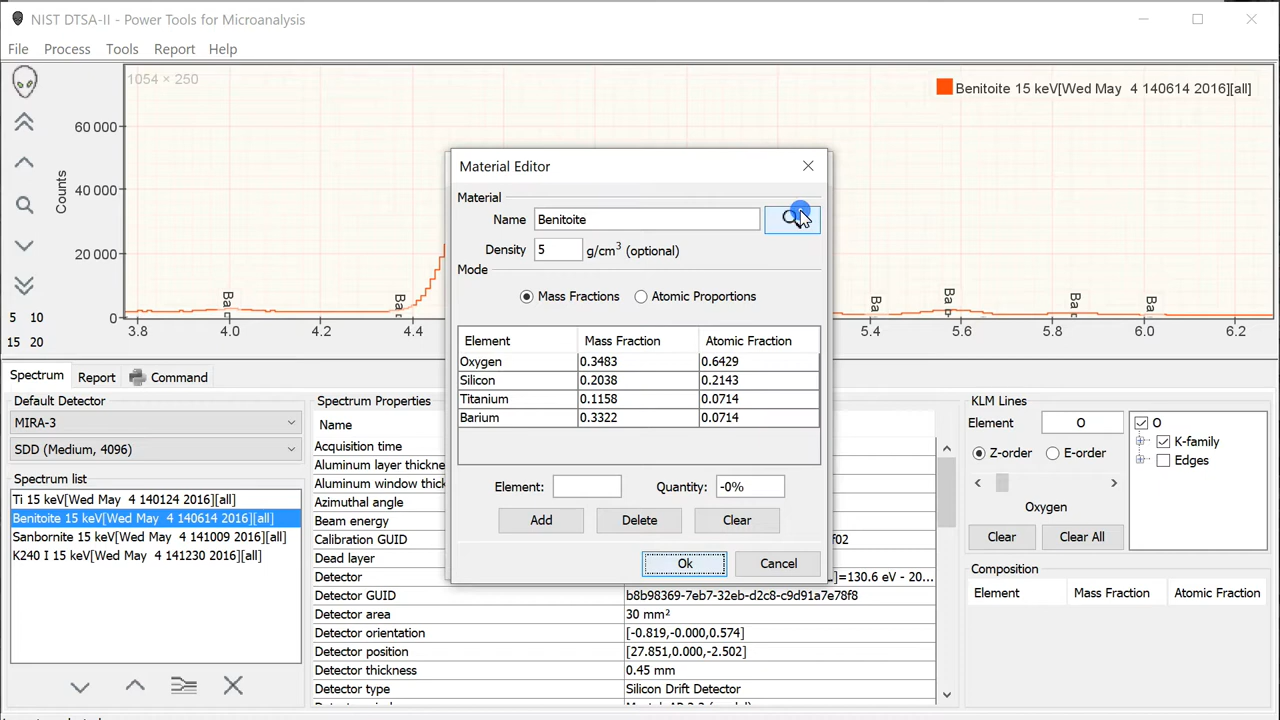 NIST DTSA-II - Power Tools for Microanalysis
File Process Tools Report Help
1054 × 250
Benitoite 15 keV[Wed May 4 140614 2016][all]
60 000
40 000
20 000
0
Counts
Ba Ba Ba Ba Ba Ba
3.8 4.0 4.2 4.4 5.4 5.6 5.8 6.0 6.2
5 10
15 20
Material Editor
Material
Name Benitoite
Density 5 g/cm³ (optional)
Mode
Mass Fractions Atomic Proportions
Element Mass Fraction Atomic Fraction
Oxygen 0.3483 0.6429
Silicon 0.2038 0.2143
Titanium 0.1158 0.0714
Barium 0.3322 0.0714
Element: Quantity: -0%
Add Delete Clear
Ok Cancel
Spectrum Report Command
Default Detector
MIRA-3
SDD (Medium, 4096)
Spectrum list
Ti 15 keV[Wed May 4 140124 2016][all]
Benitoite 15 keV[Wed May 4 140614 2016][all]
Sanbornite 15 keV[Wed May 4 141009 2016][all]
K240 I 15 keV[Wed May 4 141230 2016][all]
Spectrum Properties
Name
Acquisition time
Aluminum layer thickne
Aluminum window thick
Azimuthal angle
Beam energy
Calibration GUID f02
Dead layer
Detector ]=130.6 eV - 20...
Detector GUID b8b98369-7eb7-32eb-d2c8-c9d91a7e78f8
Detector area 30 mm²
Detector orientation [-0.819,-0.000,0.574]
Detector position [27.851,0.000,-2.502]
Detector thickness 0.45 mm
Detector type Silicon Drift Detector
KLM Lines
Element O
Z-order E-order
Oxygen
Clear Clear All
O
K-family
Edges
Composition
Element Mass Fraction Atomic Fraction